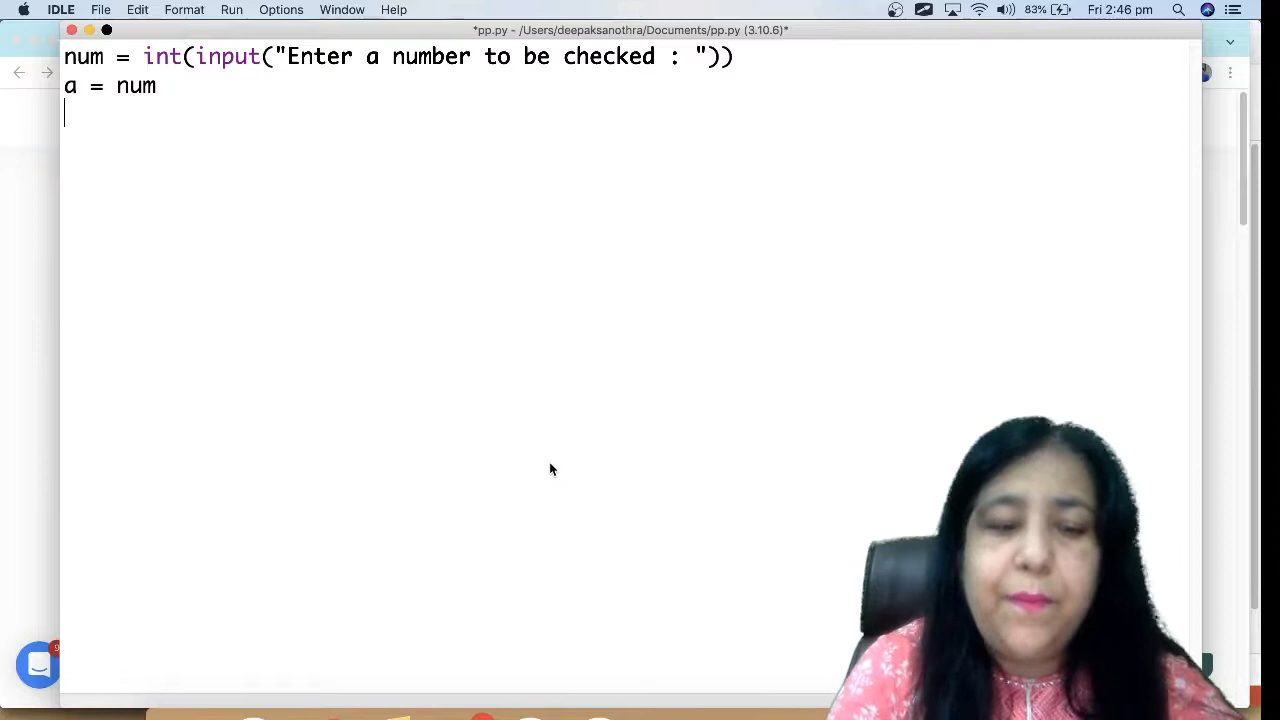 IDLE File Edit Format Run Options Window Help 83% Fri 2:46 pm
*pp.py - /Users/deepaksanothra/Documents/pp.py (3.10.6)*
num = int(input("Enter a number to be checked : "))
a = num
9